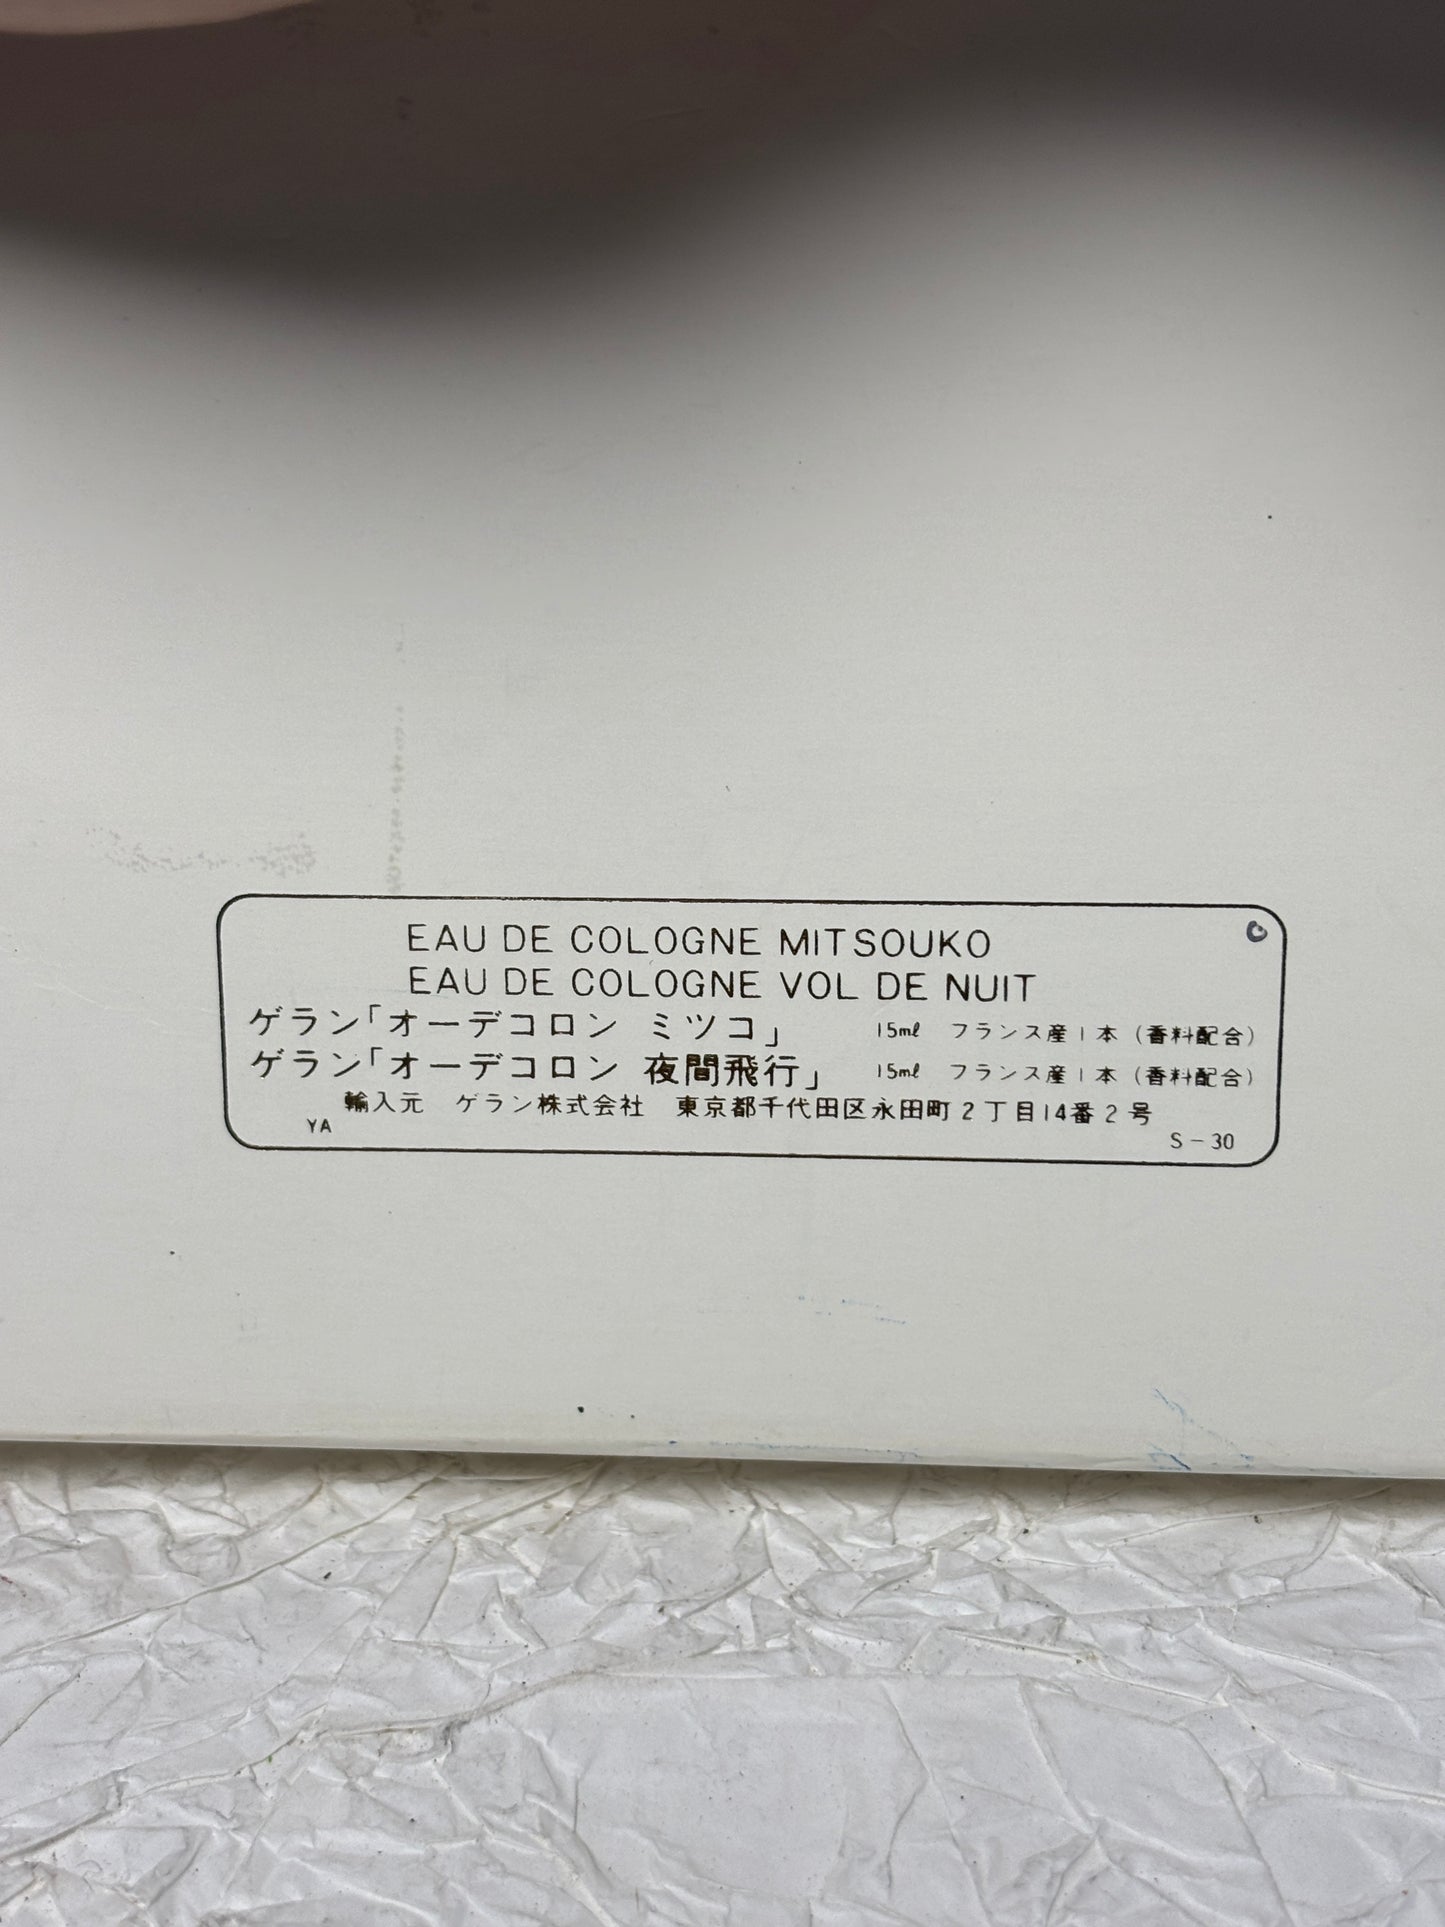 EAU DE COLOGNE MITSOUKO
EAU DE COLOGNE VOL DE NUIT
ゲラン「オーデコロン ミツコ」 15mℓ フランス産1本(香料配合)
ゲラン「オーデコロン 夜間飛行」 15mℓ フランス産1本(香料配合)
輸入元 ゲラン株式会社 東京都千代田区永田町2丁目14番2号
YA S-30